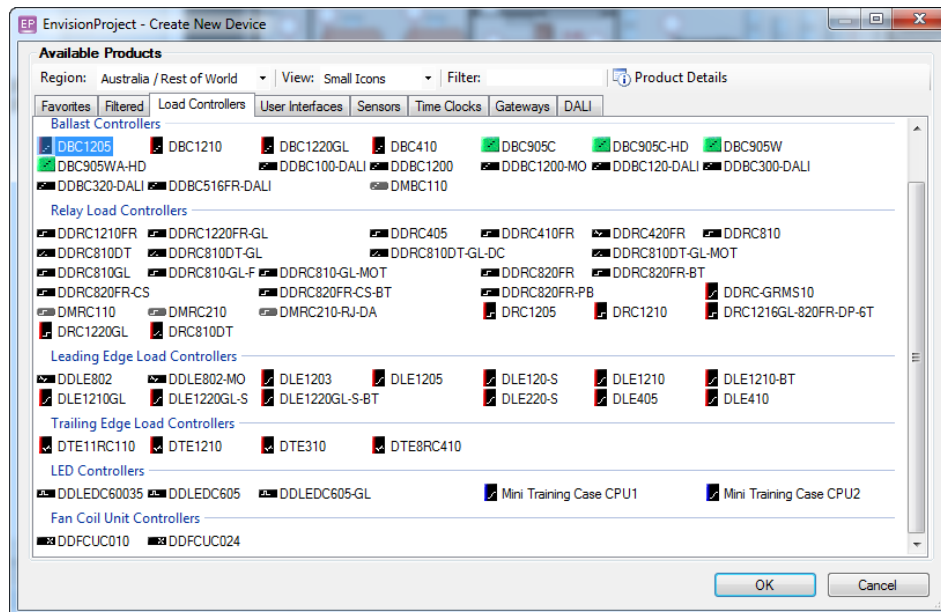 EP EnvisionProject - Create New Device
Available Products
Region: Australia / Rest of World View: Small Icons Filter: Product Details
Favorites Filtered Load Controllers User Interfaces Sensors Time Clocks Gateways DALI
Ballast Controllers
DBC1205 DBC1210 DBC1220GL DBC410 DBC905C DBC905C-HD DBC905W
DBC905WA-HD DDBC100-DALI DDBC1200 DDBC1200-MO DDBC120-DALI DDBC300-DALI
DDBC320-DALI DDBC516FR-DALI DMBC110
Relay Load Controllers
DDRC1210FR DDRC1220FR-GL DDRC405 DDRC410FR DDRC420FR DDRC810
DDRC810DT DDRC810DT-GL DDRC810DT-GL-DC DDRC810DT-GL-MOT
DDRC810GL DDRC810-GL-F DDRC810-GL-MOT DDRC820FR DDRC820FR-BT
DDRC820FR-CS DDRC820FR-CS-BT DDRC820FR-PB DDRC-GRMS10
DMRC110 DMRC210 DMRC210-RJ-DA DRC1205 DRC1210 DRC1216GL-820FR-DP-6T
DRC1220GL DRC810DT
Leading Edge Load Controllers
DDLE802 DDLE802-MO DLE1203 DLE1205 DLE120-S DLE1210 DLE1210-BT
DLE1210GL DLE1220GL-S DLE1220GL-S-BT DLE220-S DLE405 DLE410
Trailing Edge Load Controllers
DTE11RC110 DTE1210 DTE310 DTE8RC410
LED Controllers
DDLEDC60035 DDLEDC605 DDLEDC605-GL Mini Training Case CPU1 Mini Training Case CPU2
Fan Coil Unit Controllers
DDFCUC010 DDFCUC024
OK Cancel